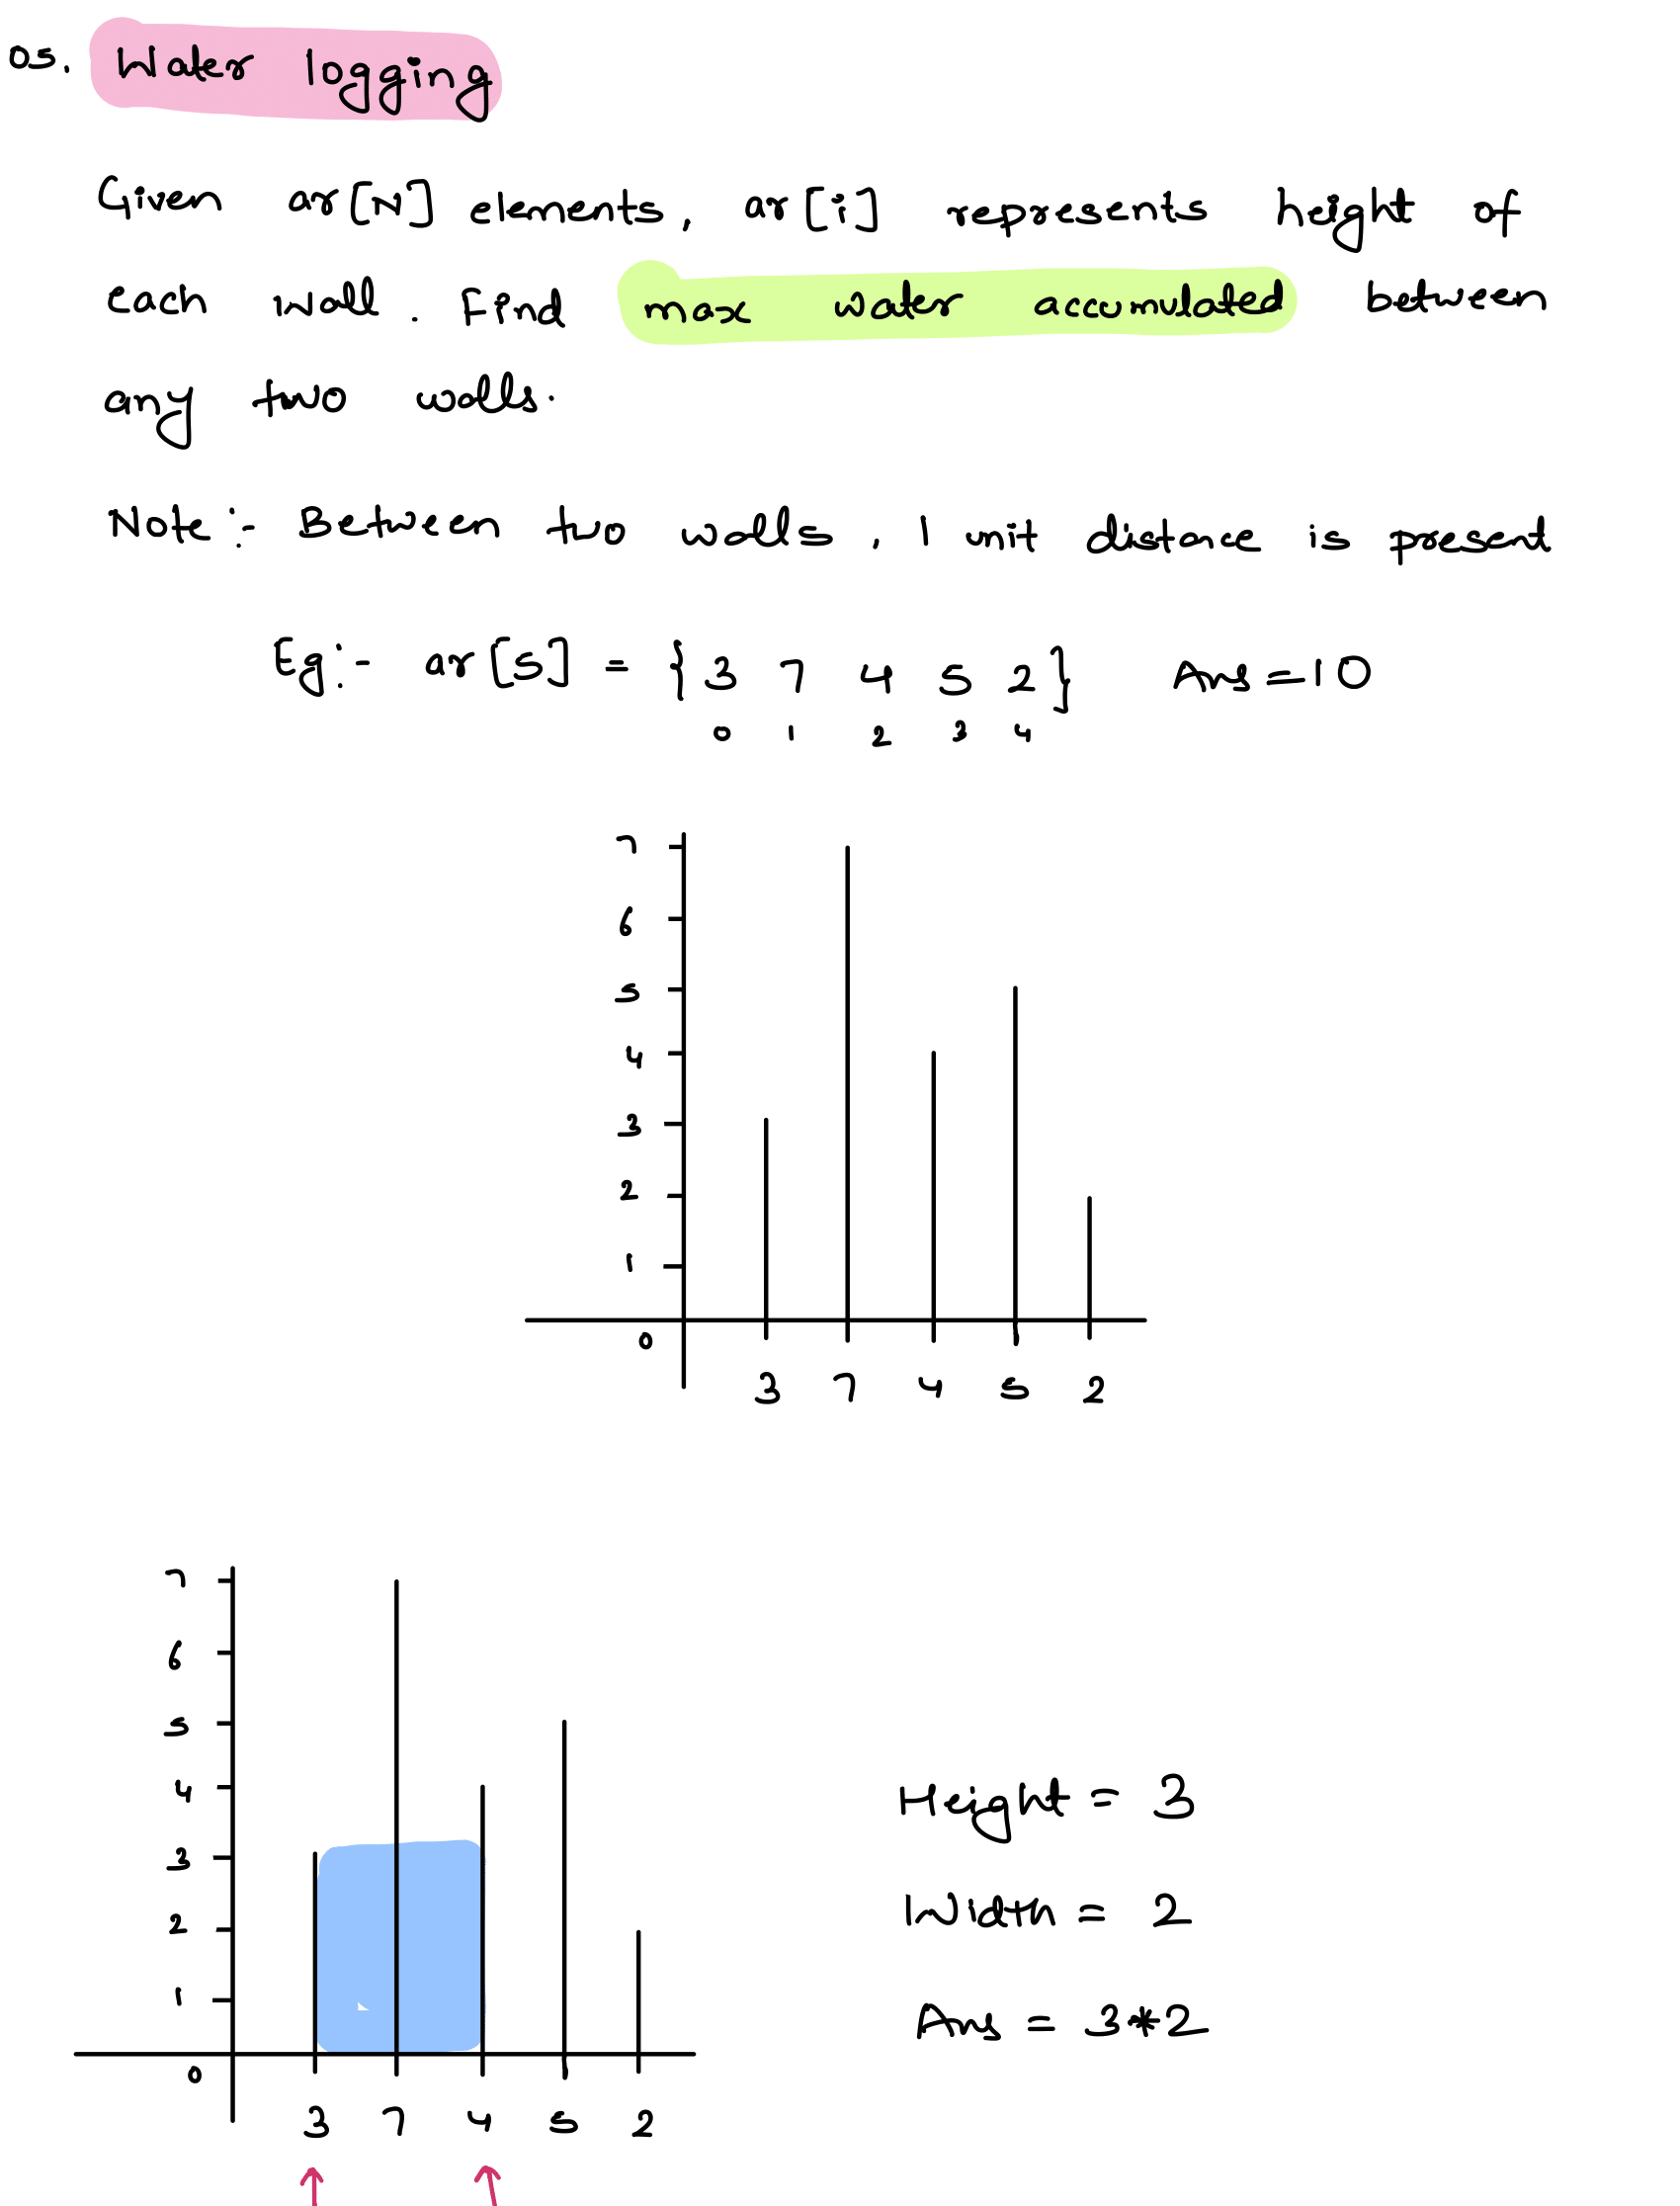 05. Water logging
Given ar[N] elements, ar[i] represents height of
each wall. Find max water accumulated between
any two walls.
Note :- Between two walls, 1 unit distance is present
Eg:- ar[5] = {3 7 4 5 2} Ans=10
0 1 2 3 4
7
6
5
4
3
2
1
0
3 7 4 5 2
7
6
5
4
3
2
1
0
3 7 4 5 2
Height = 3
Width = 2
Ans = 3*2